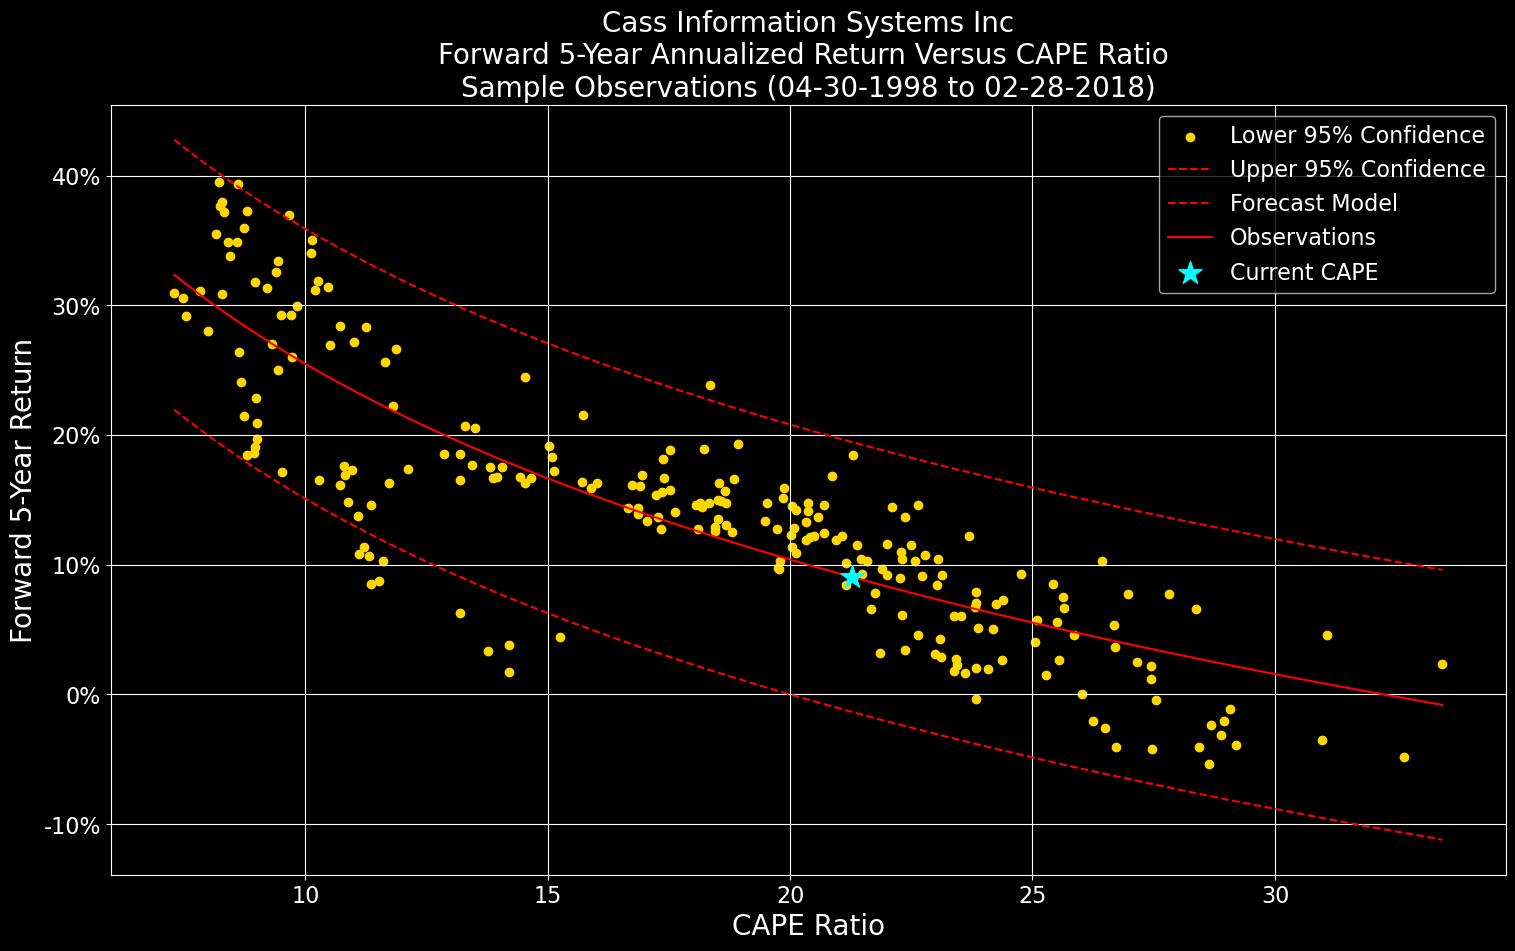 Cass Information Systems Inc
Forward 5-Year Annualized Return Versus CAPE Ratio
Sample Observations (04-30-1998 to 02-28-2018)
Lower 95% Confidence
Upper 95% Confidence
Forecast Model
Observations
Current CAPE
Forward 5-Year Return
40%
30%
20%
10%
0%
-10%
10
15
20
25
30
CAPE Ratio